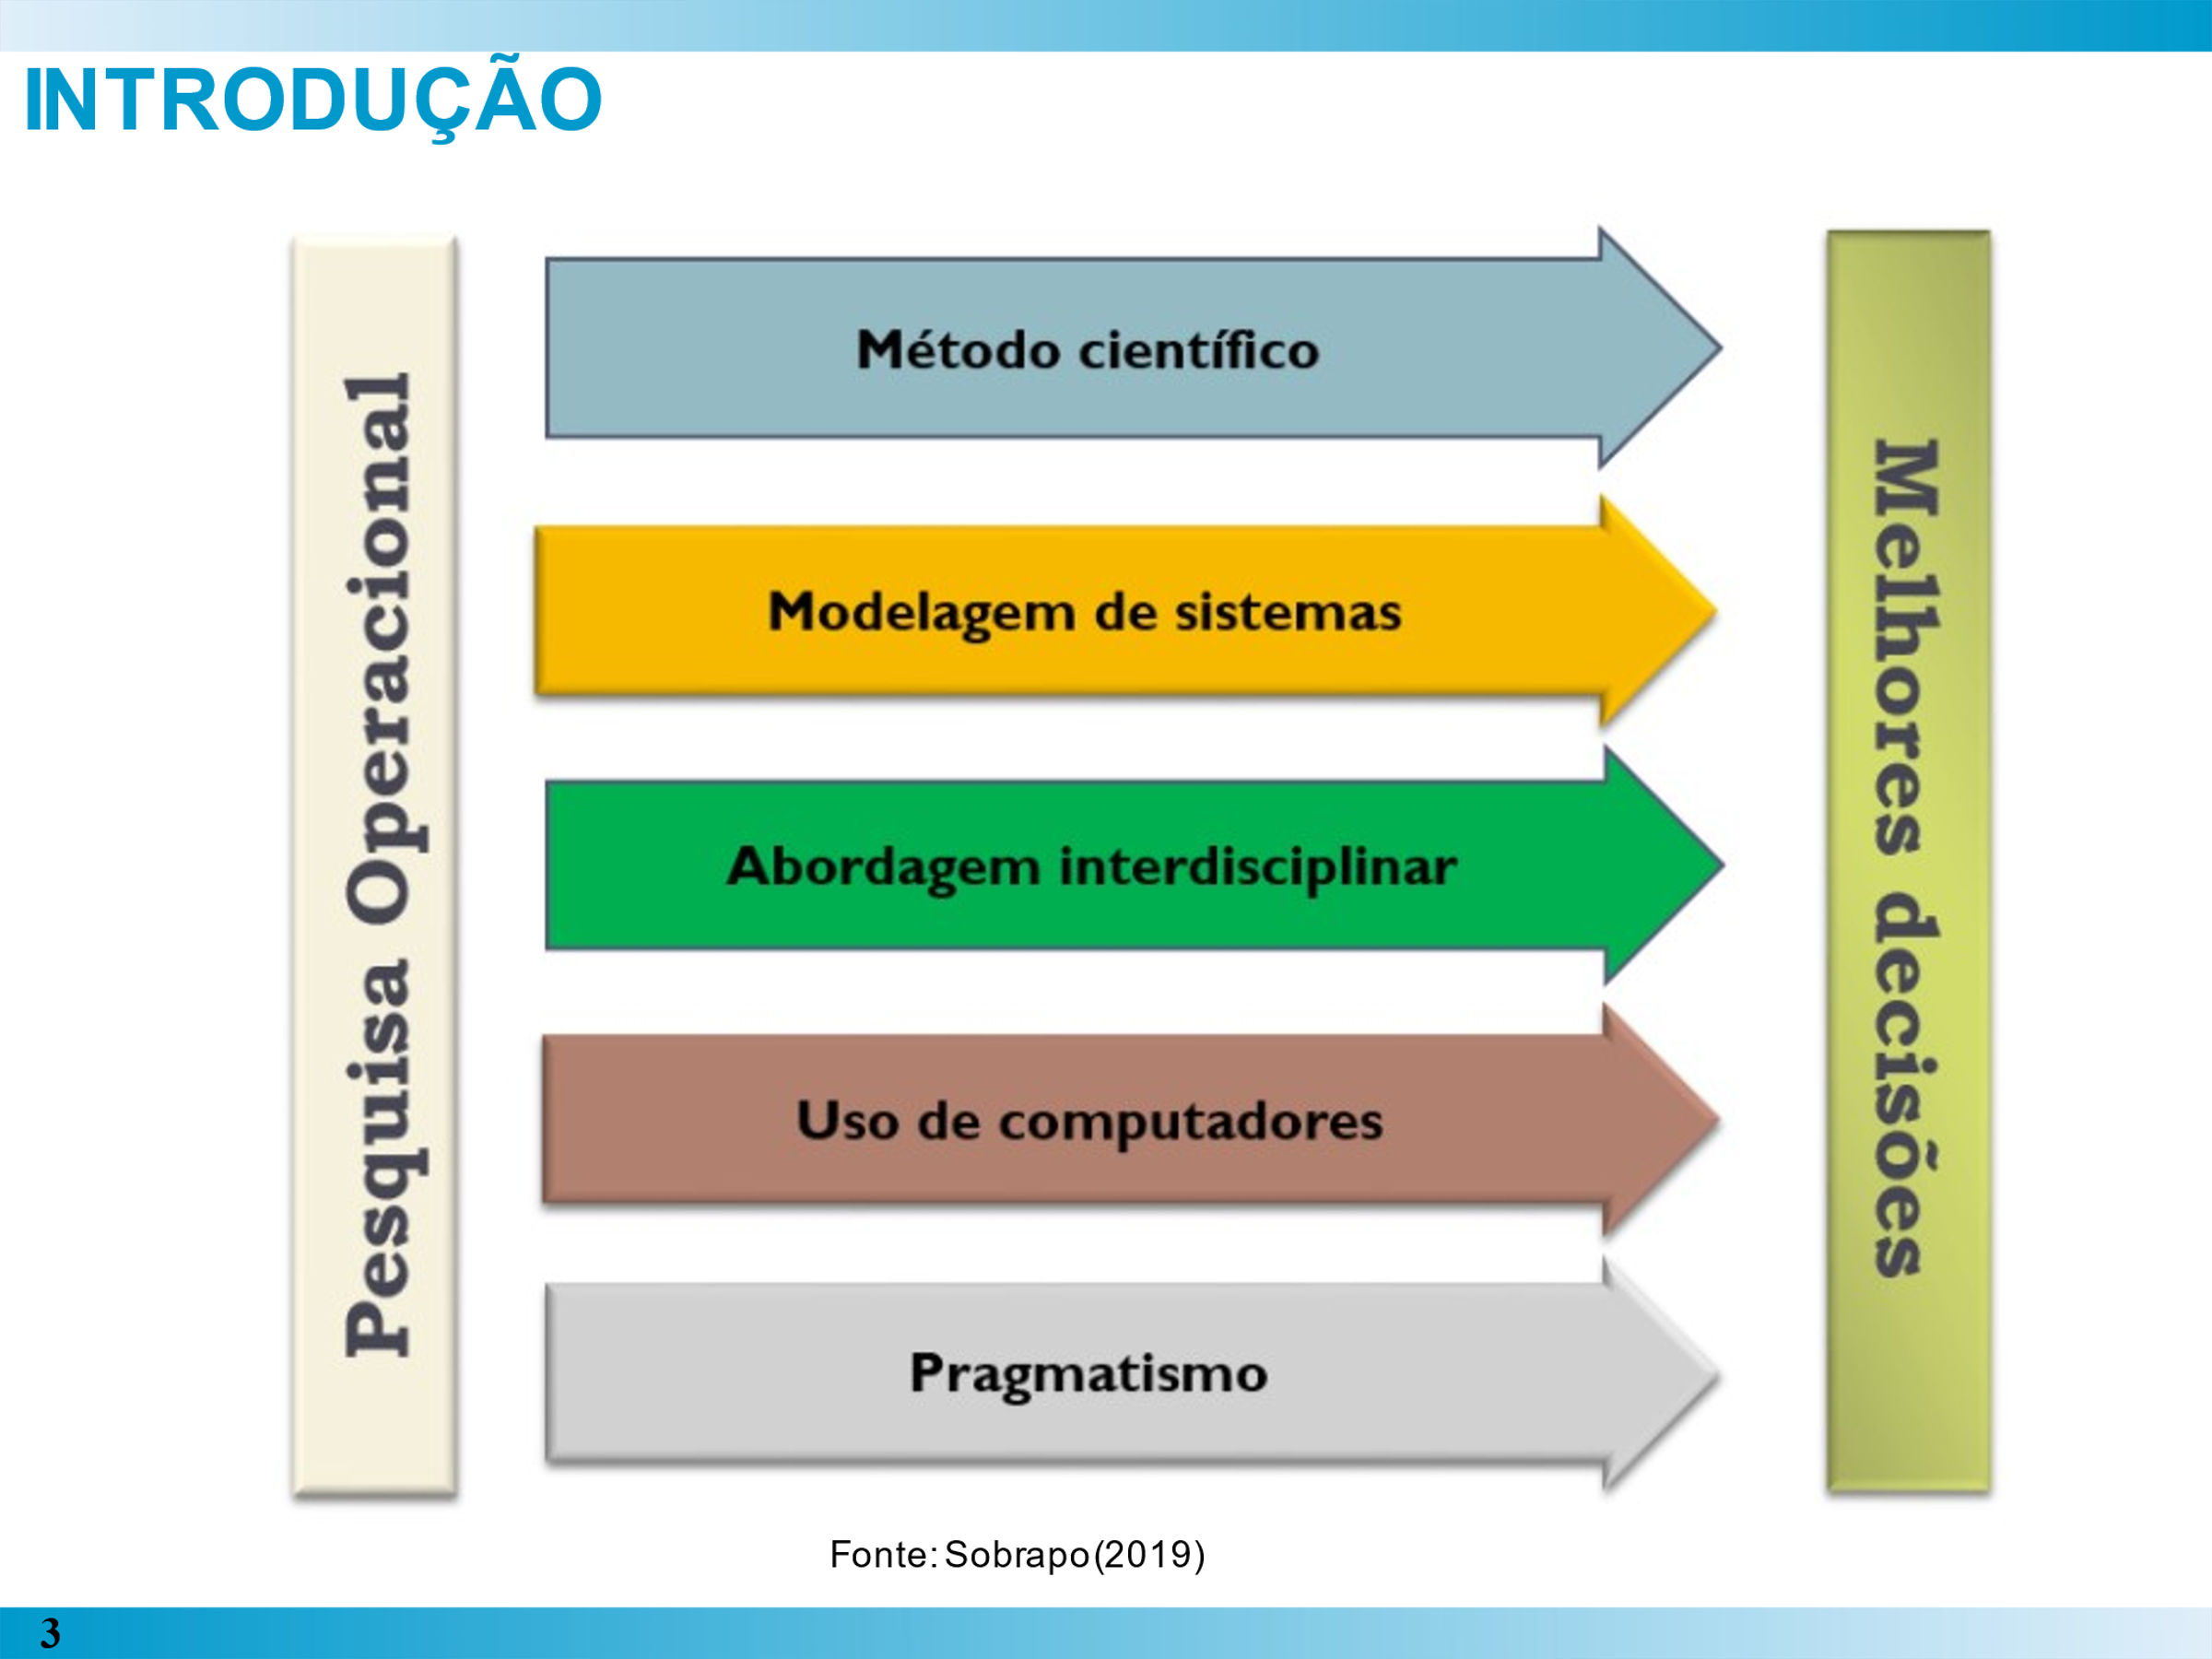 INTRODUÇÃO
Pesquisa Operacional
Método científico
Modelagem de sistemas
Abordagem interdisciplinar
Uso de computadores
Pragmatismo
Melhores decisões
Fonte: Sobrapo (2019)
3